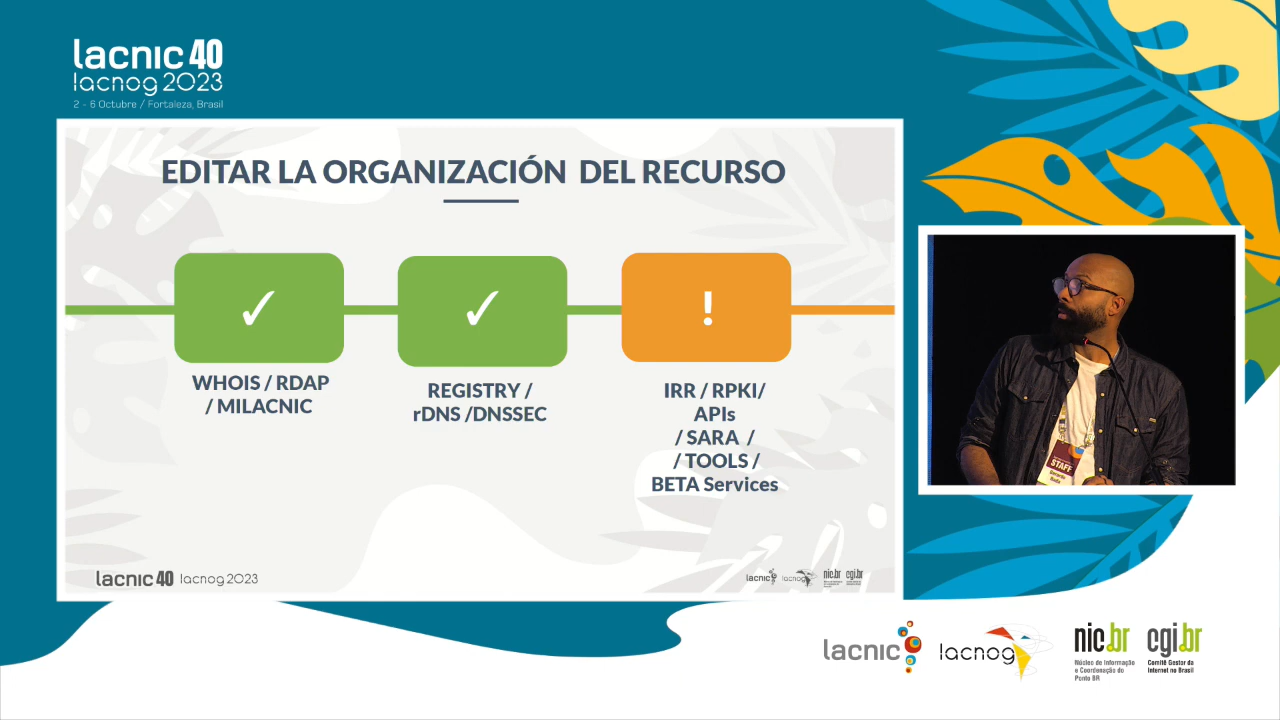 lacnic 40
lacnog 2023
2 - 6 Octubre / Fortaleza, Brasil
EDITAR LA ORGANIZACIÓN DEL RECURSO
✓
✓
!
WHOIS / RDAP
/ MILACNIC
REGISTRY /
rDNS /DNSSEC
IRR / RPKI/
APIs
/ SARA /
/ TOOLS /
BETA Services
STAFF
lacnic 40 lacnog 2023
lacnic lacnog nic.br cgi.br
lacnic
lacnog
nic.br
Núcleo de Informação
e Coordenação do
Ponto BR
cgi.br
Comitê Gestor da
Internet no Brasil